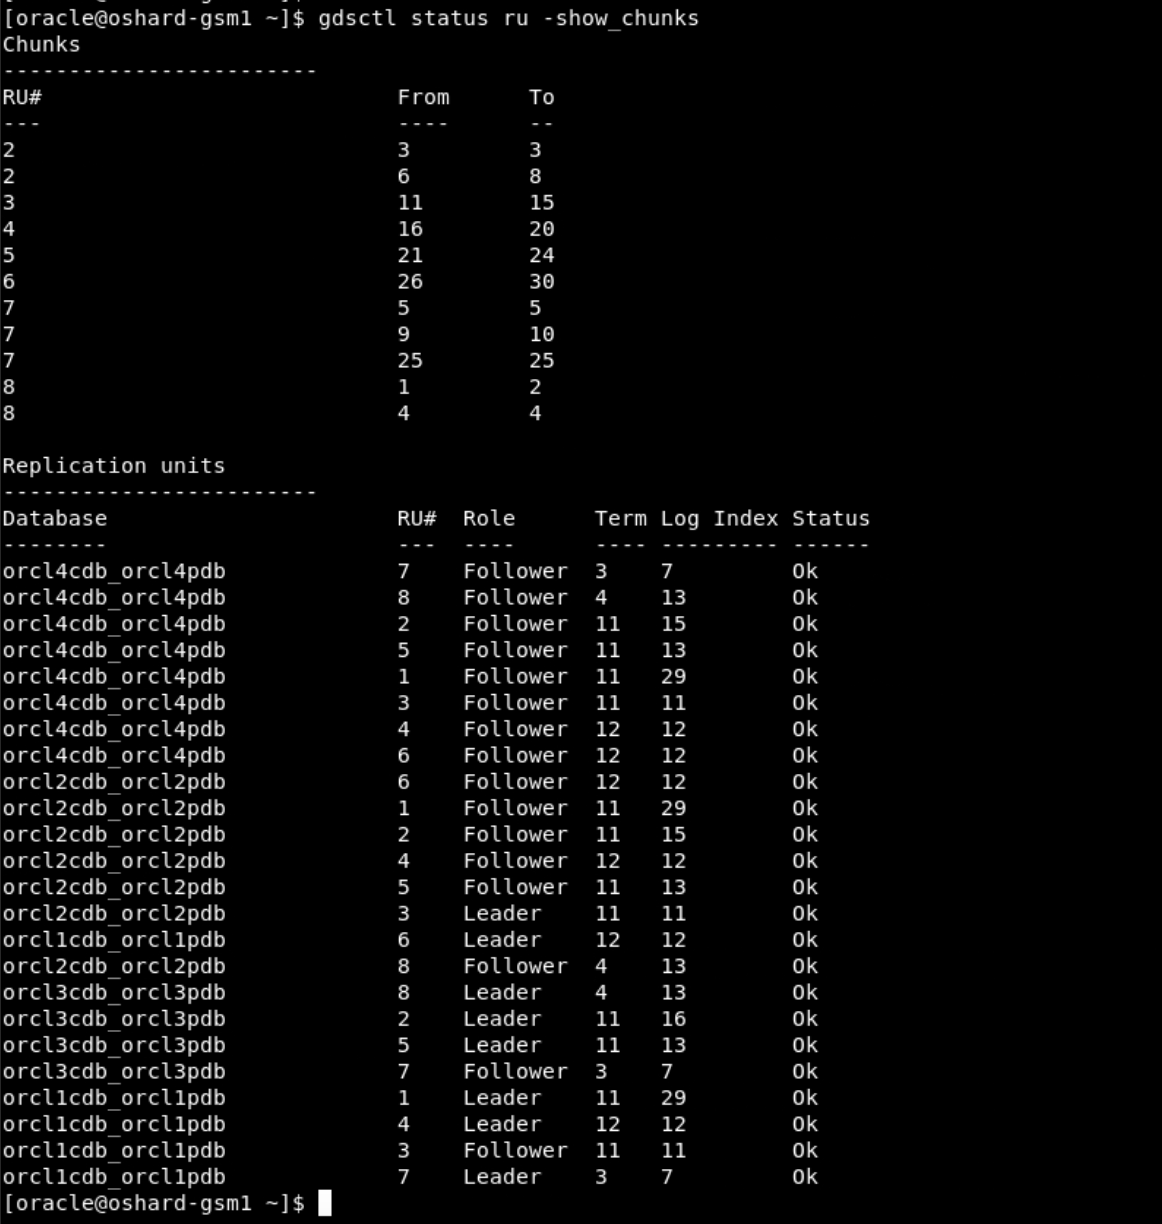 [oracle@oshard-gsm1 ~]$ gdsctl status ru -show_chunks
Chunks
------------------------
RU#                           From      To
---                           ----      --
2                             3         3
2                             6         8
3                             11        15
4                             16        20
5                             21        24
6                             26        30
7                             5         5
7                             9         10
7                             25        25
8                             1         2
8                             4         4

Replication units
------------------------
Database                      RU#  Role      Term Log Index Status
--------                      ---  ----      ---- --------- ------
orcl4cdb_orcl4pdb             7    Follower  3    7         Ok
orcl4cdb_orcl4pdb             8    Follower  4    13        Ok
orcl4cdb_orcl4pdb             2    Follower  11   15        Ok
orcl4cdb_orcl4pdb             5    Follower  11   13        Ok
orcl4cdb_orcl4pdb             1    Follower  11   29        Ok
orcl4cdb_orcl4pdb             3    Follower  11   11        Ok
orcl4cdb_orcl4pdb             4    Follower  12   12        Ok
orcl4cdb_orcl4pdb             6    Follower  12   12        Ok
orcl2cdb_orcl2pdb             6    Follower  12   12        Ok
orcl2cdb_orcl2pdb             1    Follower  11   29        Ok
orcl2cdb_orcl2pdb             2    Follower  11   15        Ok
orcl2cdb_orcl2pdb             4    Follower  12   12        Ok
orcl2cdb_orcl2pdb             5    Follower  11   13        Ok
orcl2cdb_orcl2pdb             3    Leader    11   11        Ok
orcl1cdb_orcl1pdb             6    Leader    12   12        Ok
orcl2cdb_orcl2pdb             8    Follower  4    13        Ok
orcl3cdb_orcl3pdb             8    Leader    4    13        Ok
orcl3cdb_orcl3pdb             2    Leader    11   16        Ok
orcl3cdb_orcl3pdb             5    Leader    11   13        Ok
orcl3cdb_orcl3pdb             7    Follower  3    7         Ok
orcl1cdb_orcl1pdb             1    Leader    11   29        Ok
orcl1cdb_orcl1pdb             4    Leader    12   12        Ok
orcl1cdb_orcl1pdb             3    Follower  11   11        Ok
orcl1cdb_orcl1pdb             7    Leader    3    7         Ok
[oracle@oshard-gsm1 ~]$